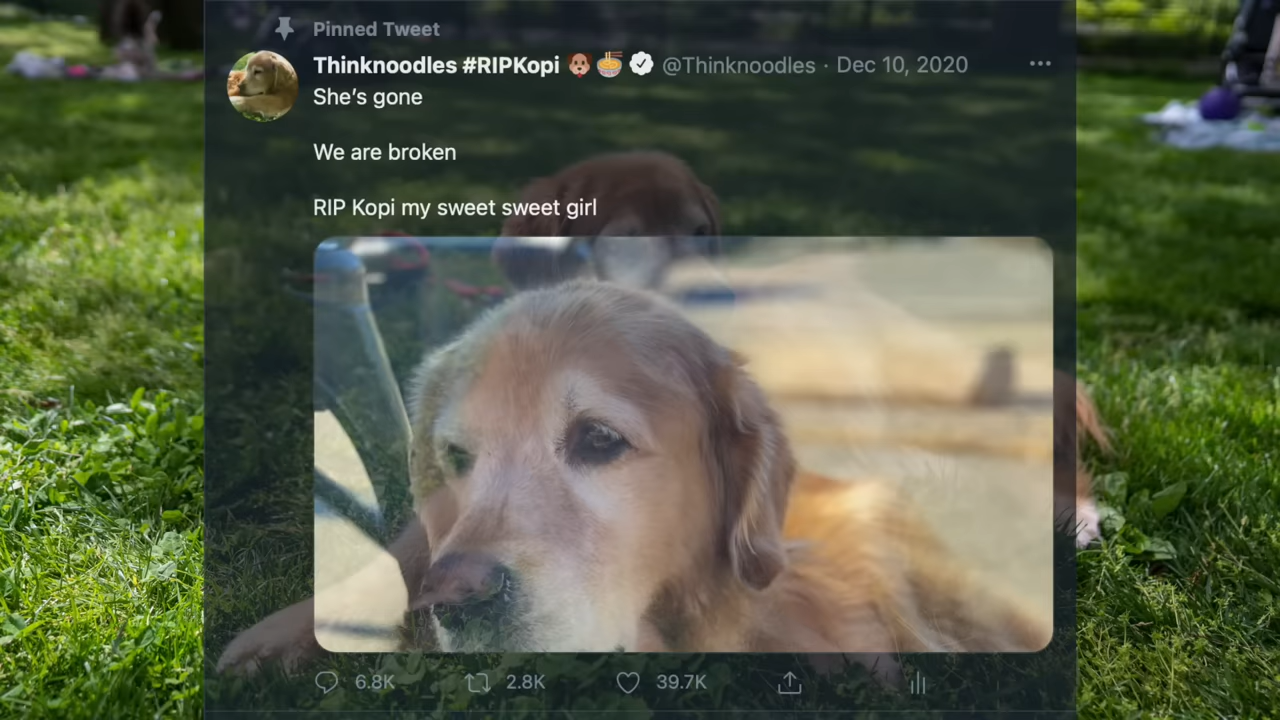 Pinned Tweet
Thinknoodles #RIPKopi 🐶🍜 @Thinknoodles · Dec 10, 2020
She’s gone
We are broken
RIP Kopi my sweet sweet girl
6.8K 2.8K 39.7K